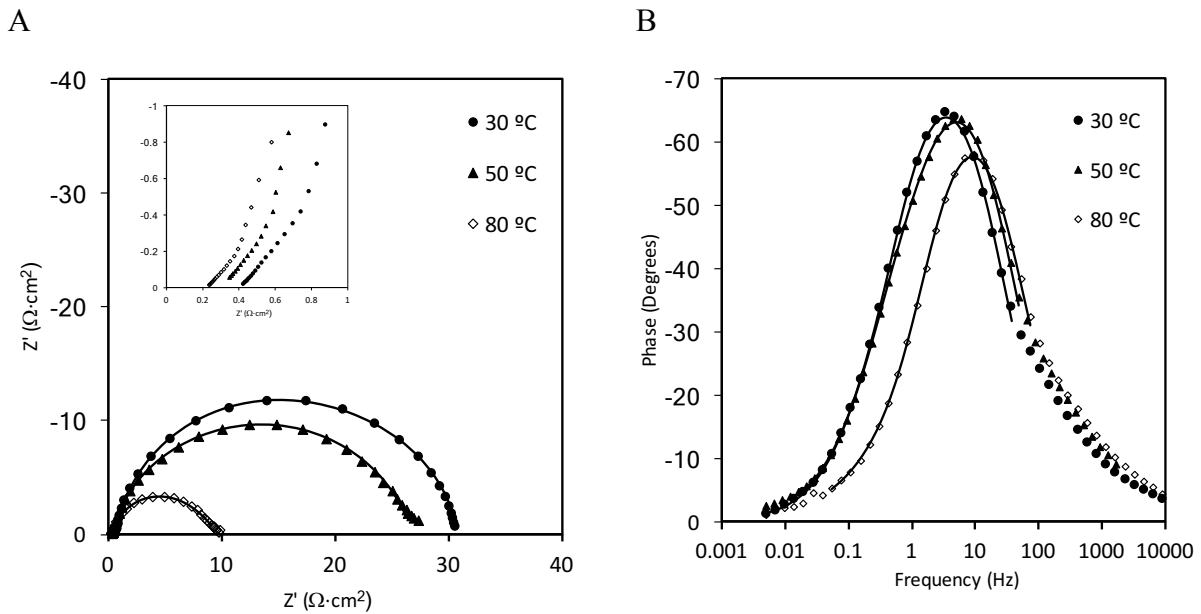 A
B
-40
-30
-20
-10
0
0 10 20 30 40
Z' (Ω·cm²)
Z' (Ω·cm²)
30 ºC
50 ºC
80 ºC
-1
-0.8
-0.6
-0.4
-0.2
0
0 0.2 0.4 0.6 0.8 1
Z' (Ω·cm²)
-70
-60
-50
-40
-30
-20
-10
0
0.001 0.01 0.1 1 10 100 1000 10000
Phase (Degrees)
Frequency (Hz)
30 ºC
50 ºC
80 ºC